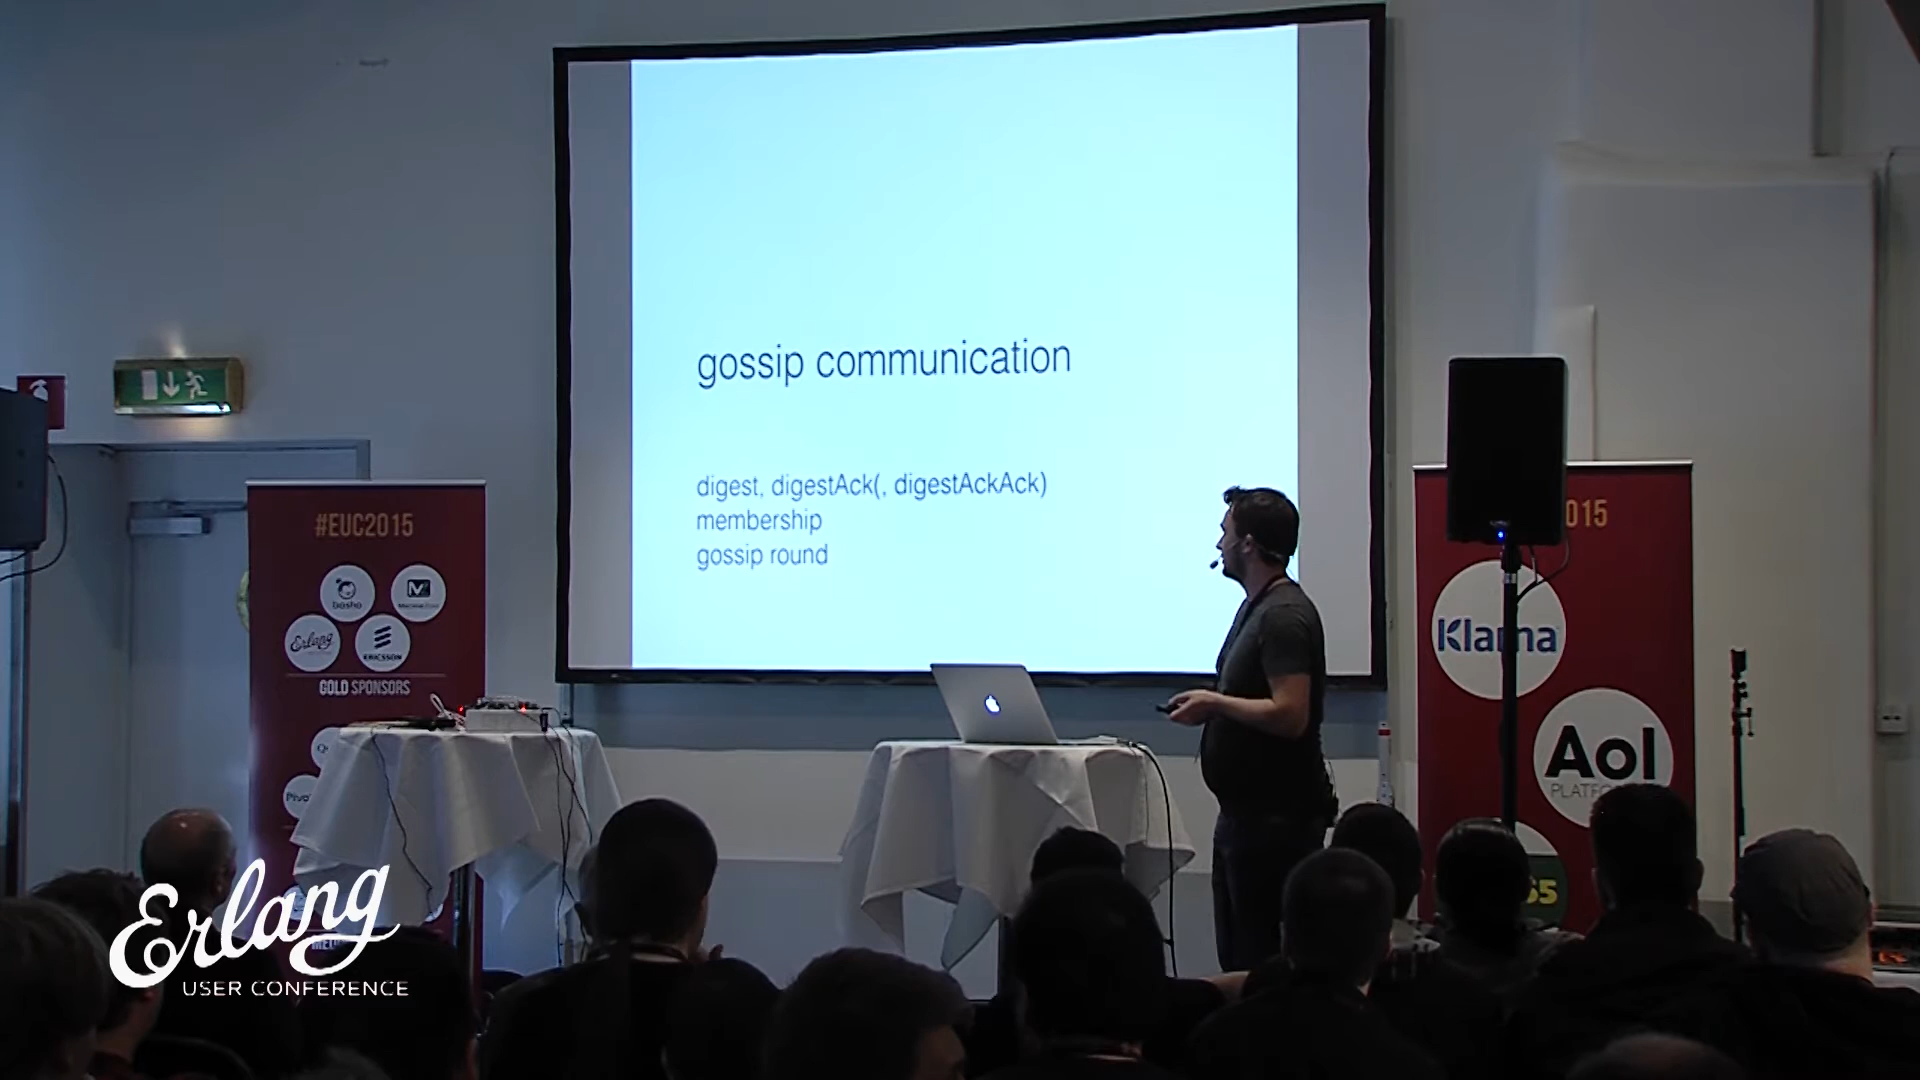 gossip communication
digest, digestAck(, digestAckAck)
membership
gossip round
#EUC2015
basho
Erlang
ERICSSON
GOLD SPONSORS
015
Klarna
Aol
PLATFO
Erlang
USER CONFERENCE